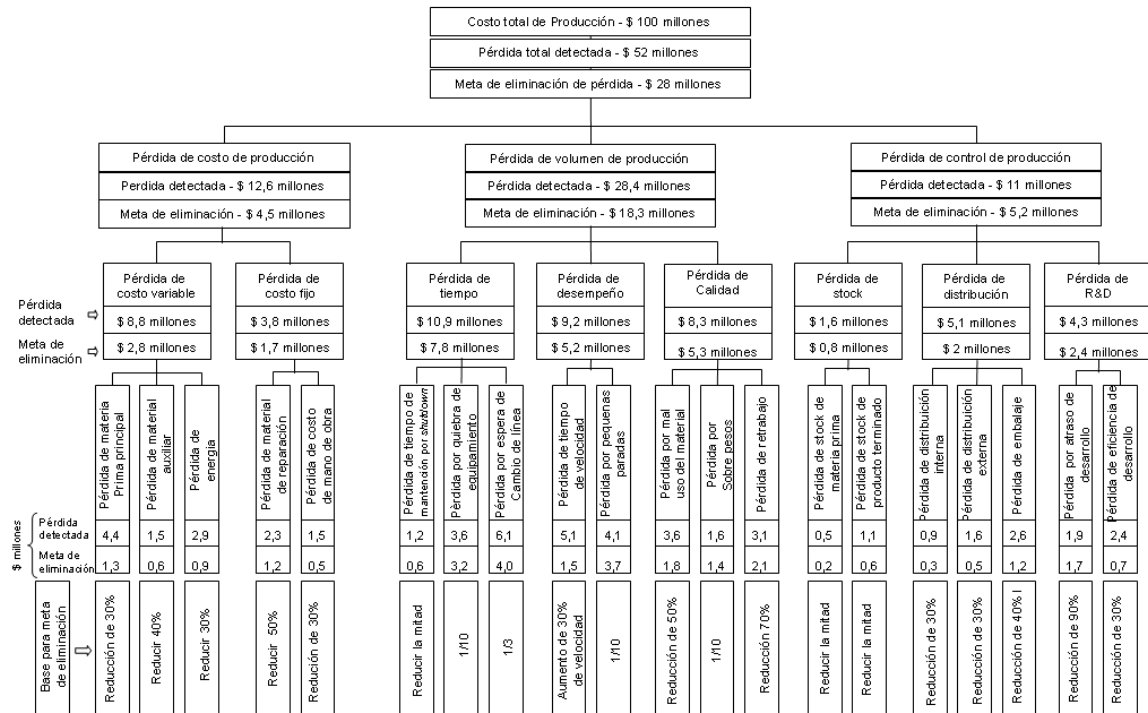 Costo total de Producción - $ 100 millones
Pérdida total detectada - $ 52 millones
Meta de eliminación de pérdida - $ 28 millones
Pérdida de costo de producción
Perdida detectada - $ 12,6 millones
Meta de eliminación - $ 4,5 millones
Pérdida de volumen de producción
Pérdida detectada - $ 28,4 millones
Meta de eliminación - $ 18,3 millones
Pérdida de control de producción
Pérdida detectada - $ 11 millones
Meta de eliminación - $ 5,2 millones
Pérdida
detectada
Meta de
eliminación
Pérdida de
costo variable
$ 8,8 millones
$ 2,8 millones
Pérdida de
costo fijo
$ 3,8 millones
$ 1,7 millones
Pérdida de
tiempo
$ 10,9 millones
$ 7,8 millones
Pérdida de
desempeño
$ 9,2 millones
$ 5,2 millones
Pérdida de
Calidad
$ 8,3 millones
$ 5,3 millones
Pérdida de
stock
$ 1,6 millones
$ 0,8 millones
Pérdida de
distribución
$ 5,1 millones
$ 2 millones
Pérdida de
R&D
$ 4,3 millones
$ 2,4 millones
Pérdida de materia
Prima principal
Pérdida de material
auxiliar
Pérdida de
energia
Pérdida de material
de reparación
Pérdida de costo
de mano de obra
Pérdida de tiempo de
mantención por shutdown
Pèrdida por quiebra de
equipamiento
Pérdida por espera de
Cambio de línea
Pérdida de tiempo
de velocidad
Pèrdida por pequenas
paradas
Pérdida por mal
uso del material
Pérdida por
Sobre pesos
Pérdida de retrabajo
Pérdida de stock de
materia prima
Pérdida de stock de
producto terminado
Pérdida de distribución
interna
Pérdida de distribución
externa
Pérdida de embalaje
Pérdida por atraso de
desarrollo
Pérdida de eficiencia de
desarrollo
$ millones
Pérdida
detectada
4,4 1,5 2,9 2,3 1,5 1,2 3,6 6,1 5,1 4,1 3,6 1,6 3,1 0,5 1,1 0,9 1,6 2,6 1,9 2,4
Meta de
eliminación
1,3 0,6 0,9 1,2 0,5 0,6 3,2 4,0 1,5 3,7 1,8 1,4 2,1 0,2 0,6 0,3 0,5 1,2 1,7 0,7
Base para meta
de eliminación
Reducción de 30%
Reducir 40%
Reducir 30%
Reducir 50%
Redución de 30%
Reducir la mitad
1/10
1/3
Aumento de 30%
de velocidad
1/10
Reducción de 50%
1/10
Reducción 70%
Reducir la mitad
Reducir la mitad
Reducción de 30%
Reducción de 30%
Reducción de 40% l
Reducción de 90%
Reducción de 30%